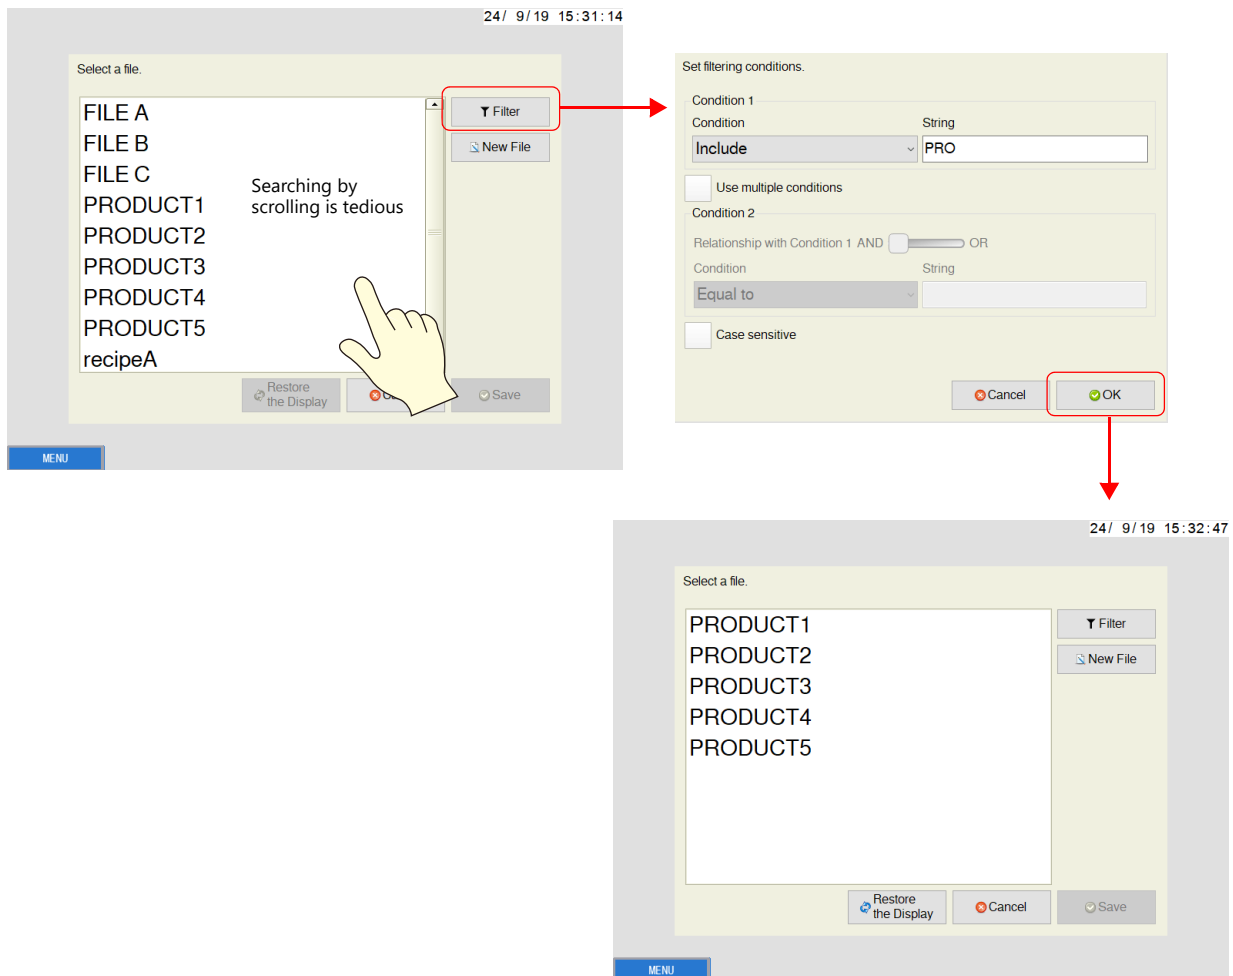 24/ 9/19 15:31:14
Select a file.
FILE A
FILE B
FILE C
PRODUCT1
PRODUCT2
PRODUCT3
PRODUCT4
PRODUCT5
recipeA
Searching by
scrolling is tedious
Filter
New File
Restore
the Display
Save
MENU
Set filtering conditions.
Condition 1
Condition String
Include PRO
Use multiple conditions
Condition 2
Relationship with Condition 1 AND OR
Condition String
Equal to
Case sensitive
Cancel OK
24/ 9/19 15:32:47
Select a file.
PRODUCT1
PRODUCT2
PRODUCT3
PRODUCT4
PRODUCT5
Filter
New File
Restore
the Display
Cancel
Save
MENU